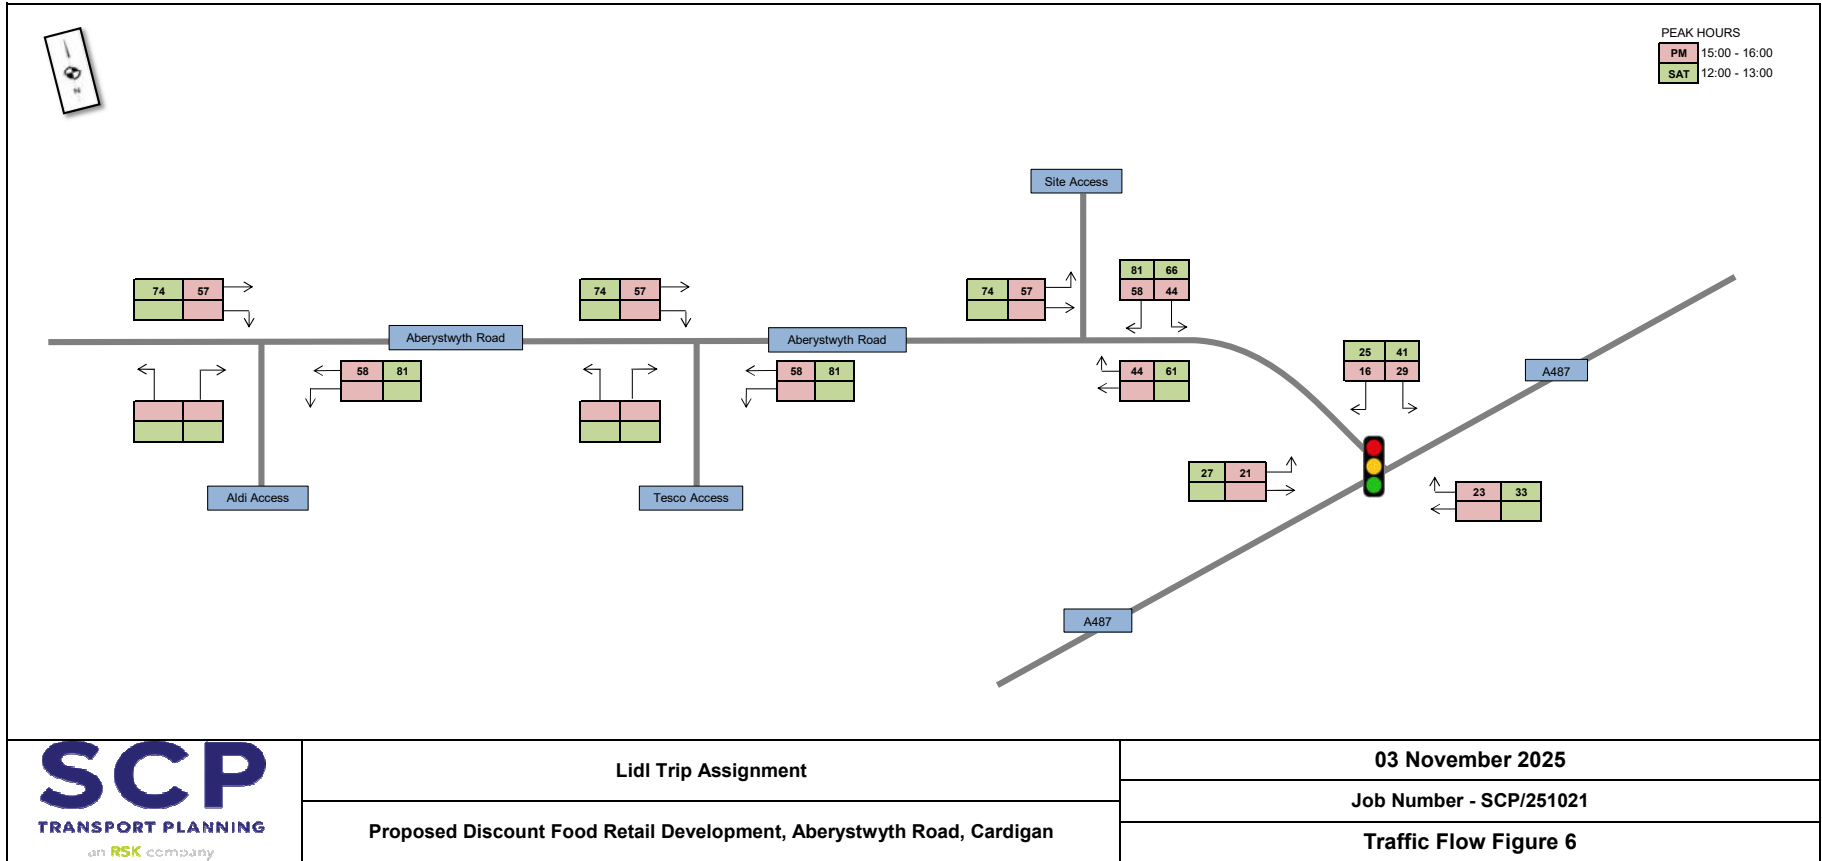 PEAK HOURS
PM 15:00 - 16:00
SAT 12:00 - 13:00
N
Site Access
81 66
58 44
74 57
74 57
74 57
Aberystwyth Road
Aberystwyth Road
58 81
58 81
44 61
25 41
16 29
A487
27 21
23 33
Aldi Access
Tesco Access
A487
SCP
TRANSPORT PLANNING
an RSK company
Lidl Trip Assignment
Proposed Discount Food Retail Development, Aberystwyth Road, Cardigan
03 November 2025
Job Number - SCP/251021
Traffic Flow Figure 6